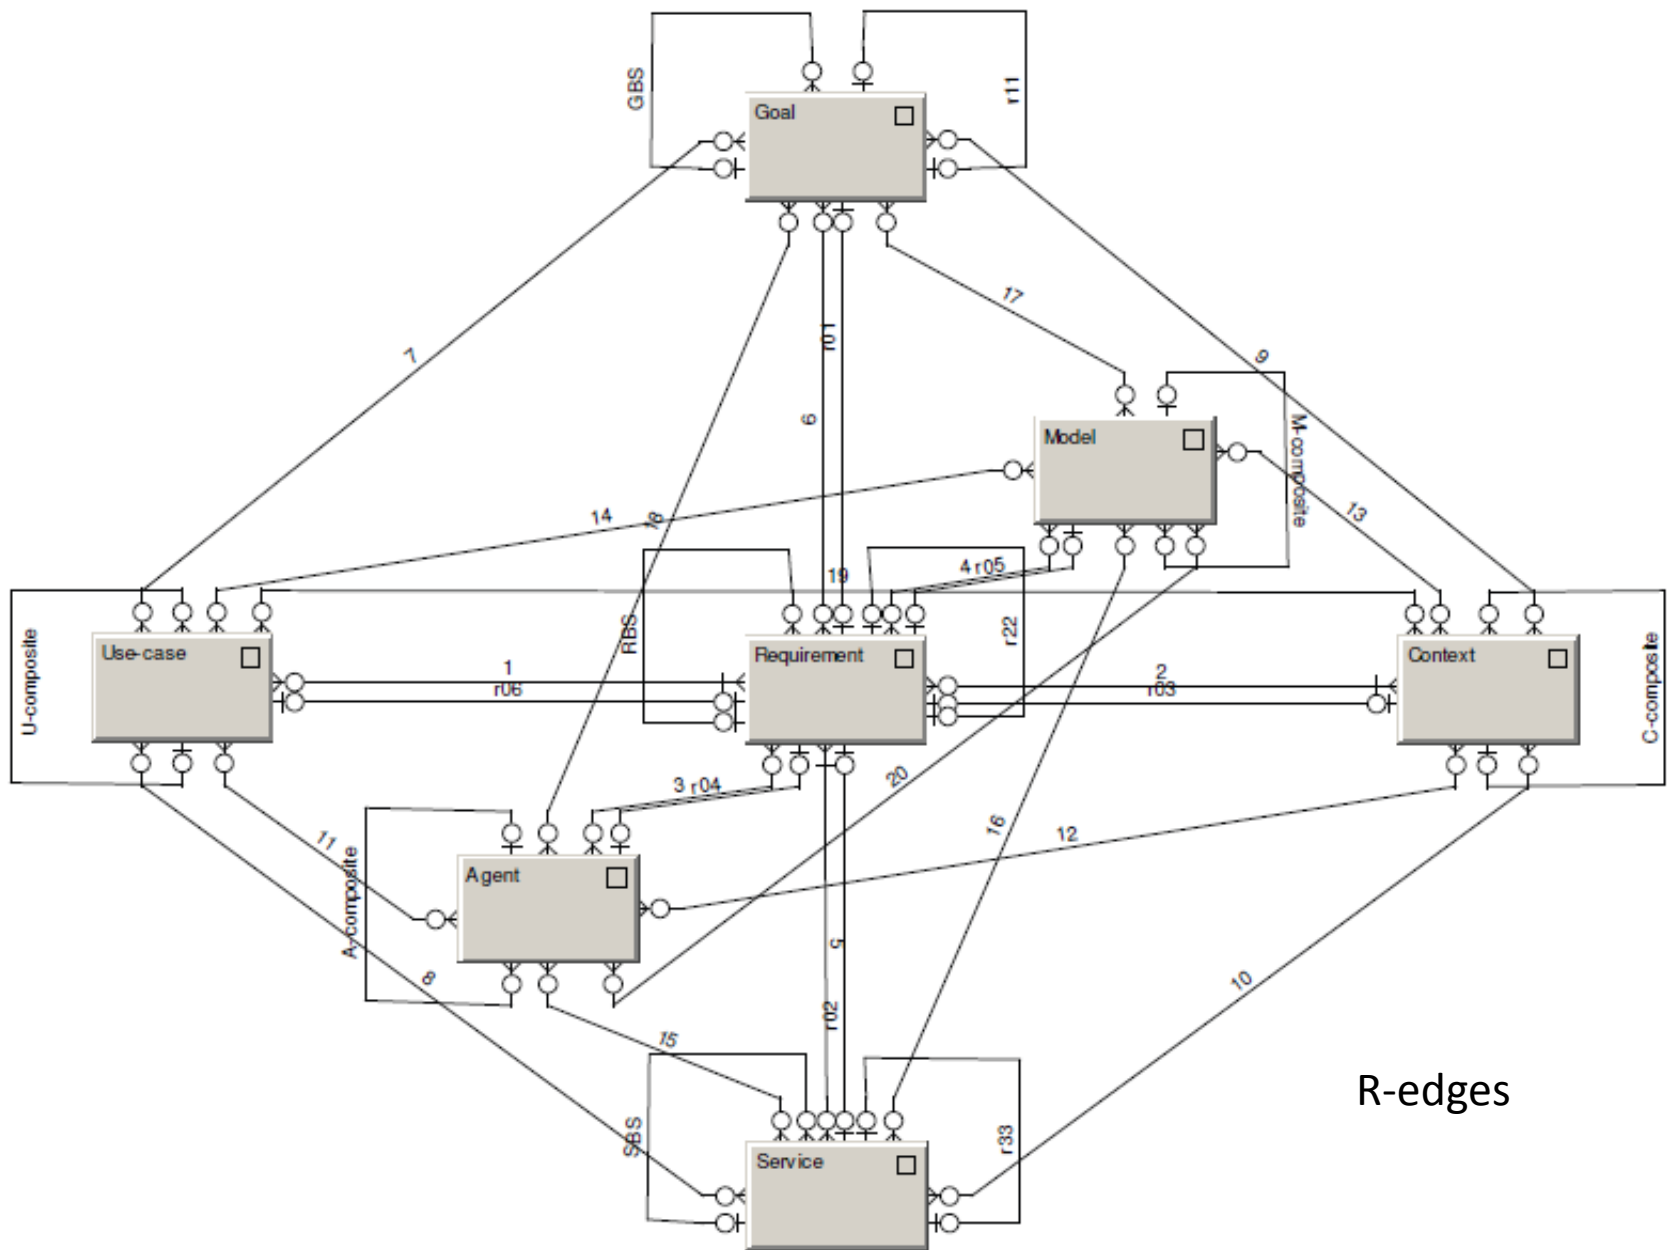 GBS
r11
Goal
7
17
9
r01
6
Model
M-composite
14
18
13
4 r05
19
RBS
r22
U-composite
Use-case
Requirement
Context
C-composite
1
r06
2
r03
3 r04
20
11
A-composite
Agent
16
12
8
5
10
r02
15
R-edges
SBS
r33
Service